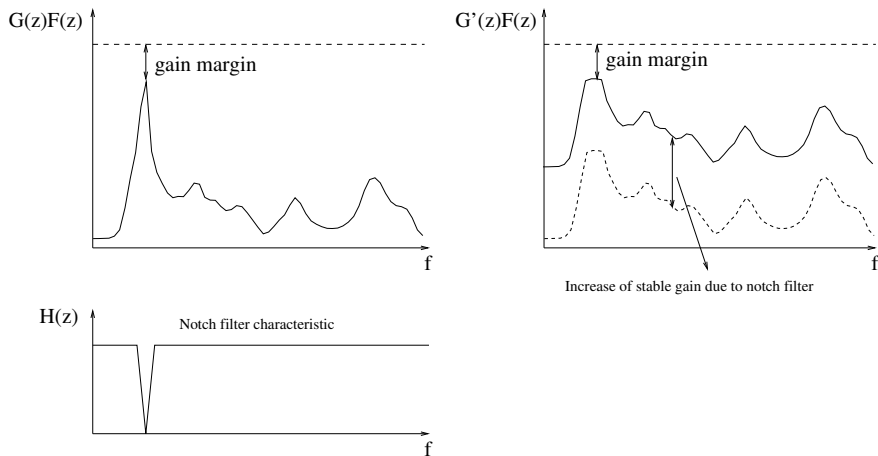 G(z)F(z)
gain margin
f
G'(z)F(z)
gain margin
f
Increase of stable gain due to notch filter
H(z)
Notch filter characteristic
f